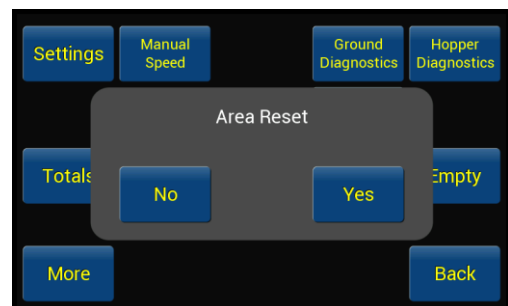 Settings
Manual
Speed
Ground
Diagnostics
Hopper
Diagnostics
Area Reset
Totals
No
Yes
Empty
More
Back